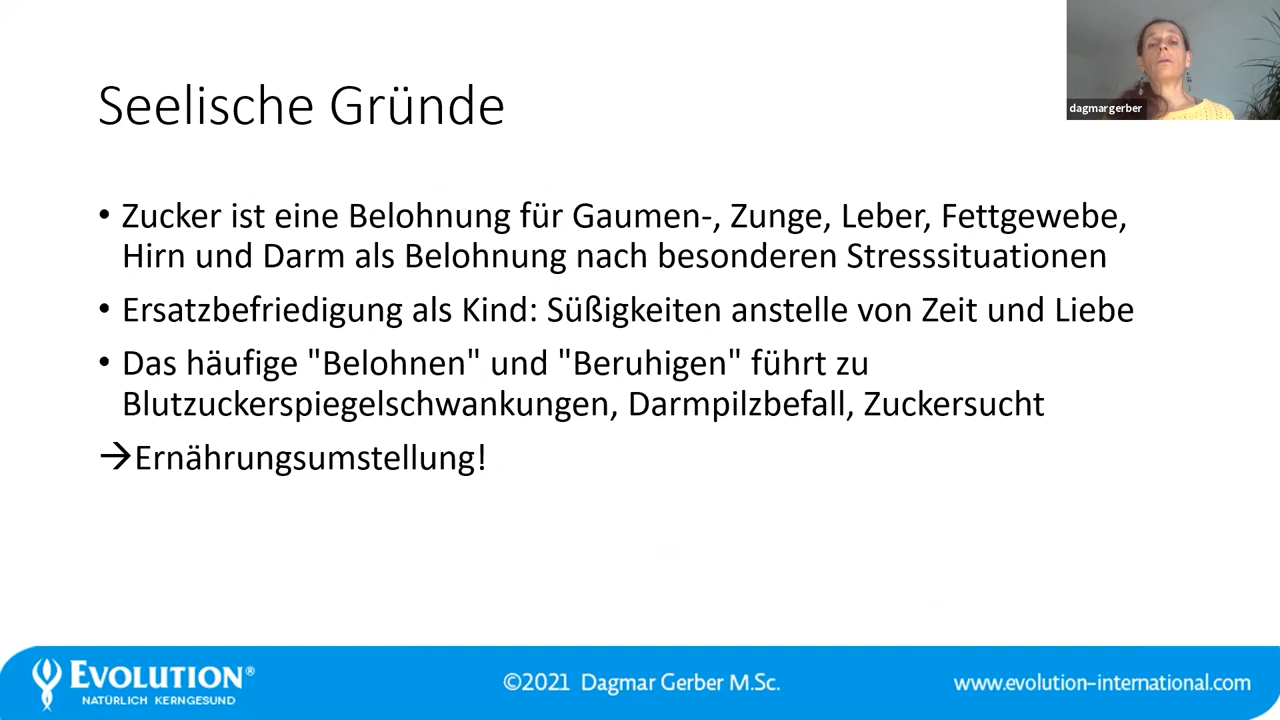 dagmargerber
Seelische Gründe
• Zucker ist eine Belohnung für Gaumen-, Zunge, Leber, Fettgewebe,
Hirn und Darm als Belohnung nach besonderen Stresssituationen
• Ersatzbefriedigung als Kind: Süßigkeiten anstelle von Zeit und Liebe
• Das häufige "Belohnen" und "Beruhigen" führt zu
Blutzuckerspiegelschwankungen, Darmpilzbefall, Zuckersucht
→Ernährungsumstellung!
EVOLUTION®
NATÜRLICH KERNGESUND
©2021 Dagmar Gerber M.Sc.
www.evolution-international.com